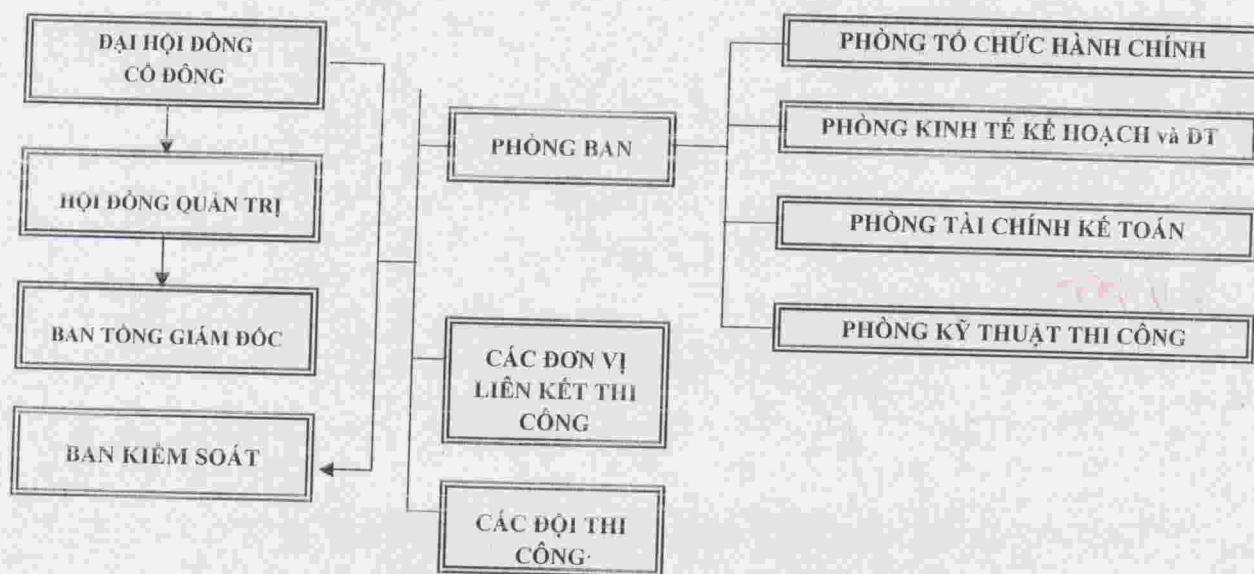 ĐẠI HỘI ĐỒNG
CỔ ĐÔNG
HỘI ĐỒNG QUẢN TRỊ
BAN TỔNG GIÁM ĐỐC
BAN KIỂM SOÁT
PHÒNG BAN
CÁC ĐƠN VỊ
LIÊN KẾT THI
CÔNG
CÁC ĐỘI THI
CÔNG
PHÒNG TỔ CHỨC HÀNH CHÍNH
PHÒNG KINH TẾ KẾ HOẠCH và ĐT
PHÒNG TÀI CHÍNH KẾ TOÁN
PHÒNG KỸ THUẬT THI CÔNG